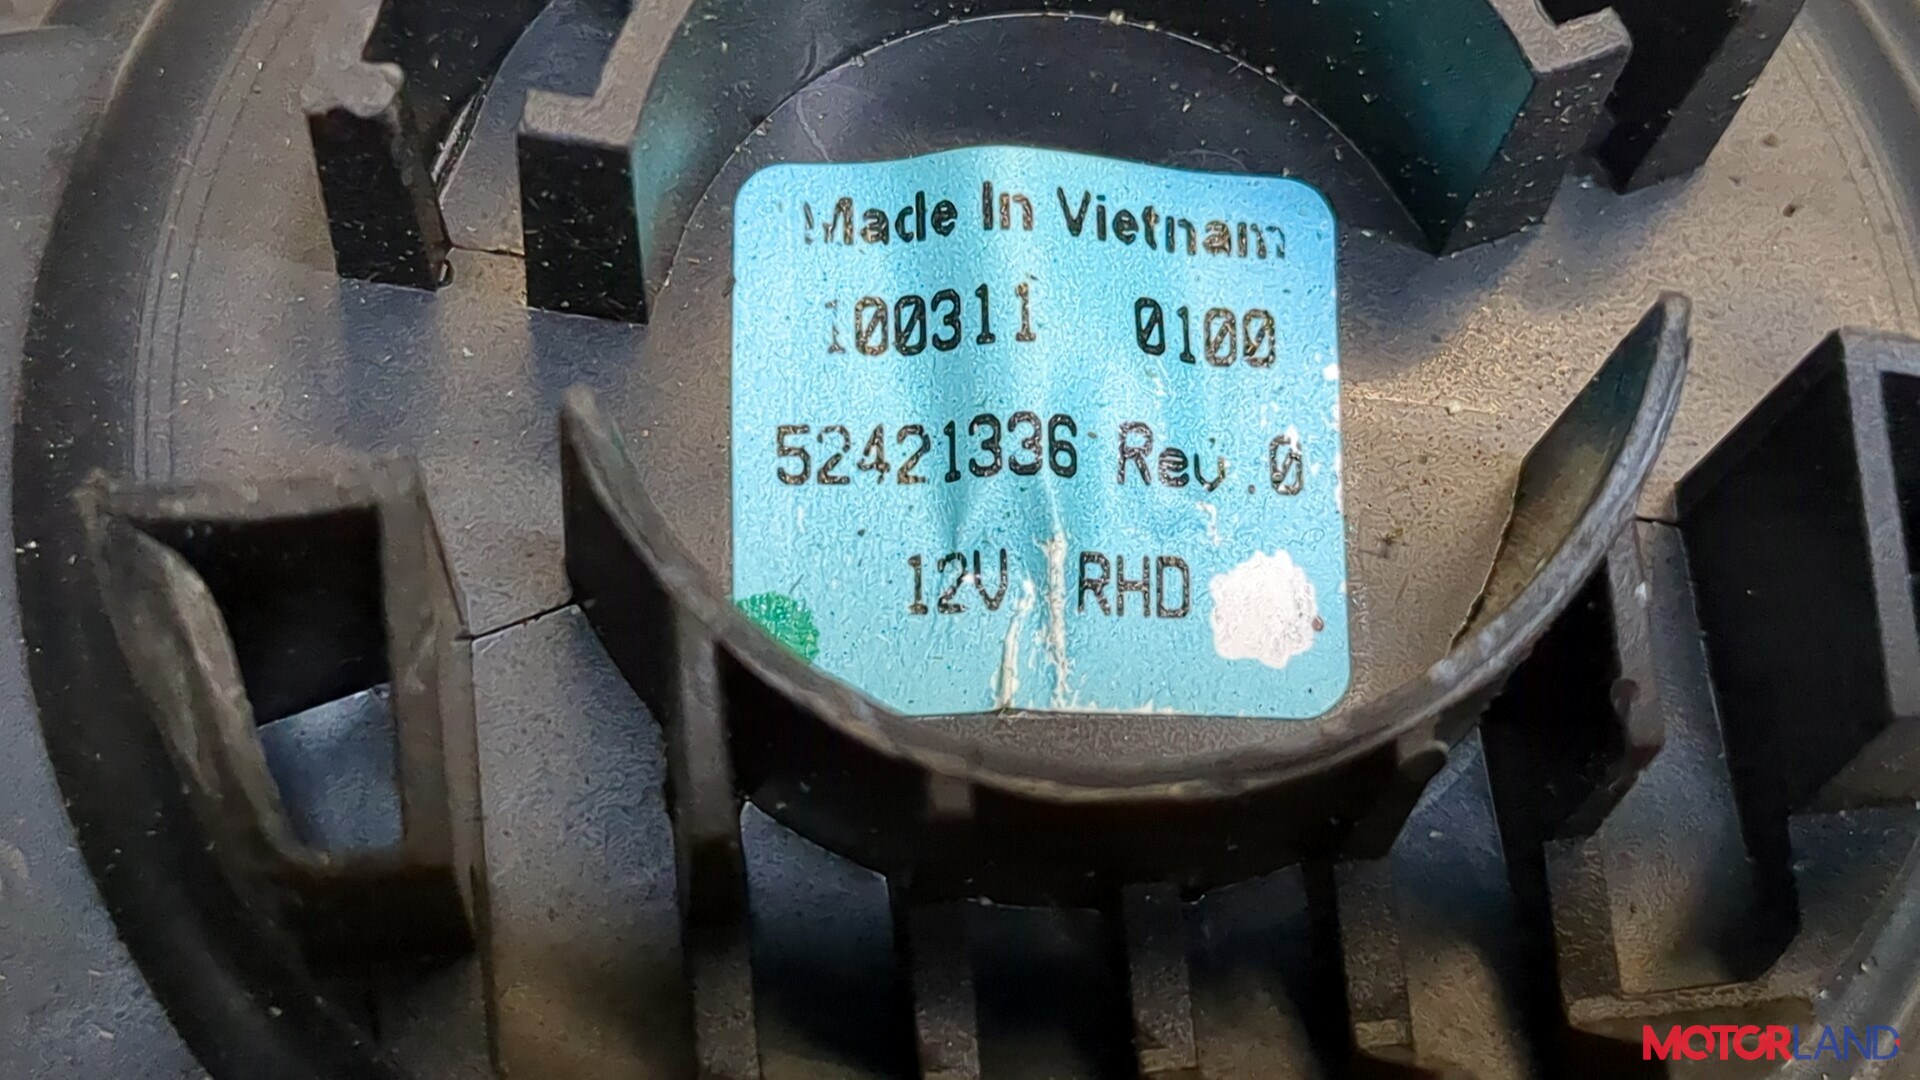 Made In Vietnam
100311 0100
52421336 Rev.0
12V RHD
MOTORLAND